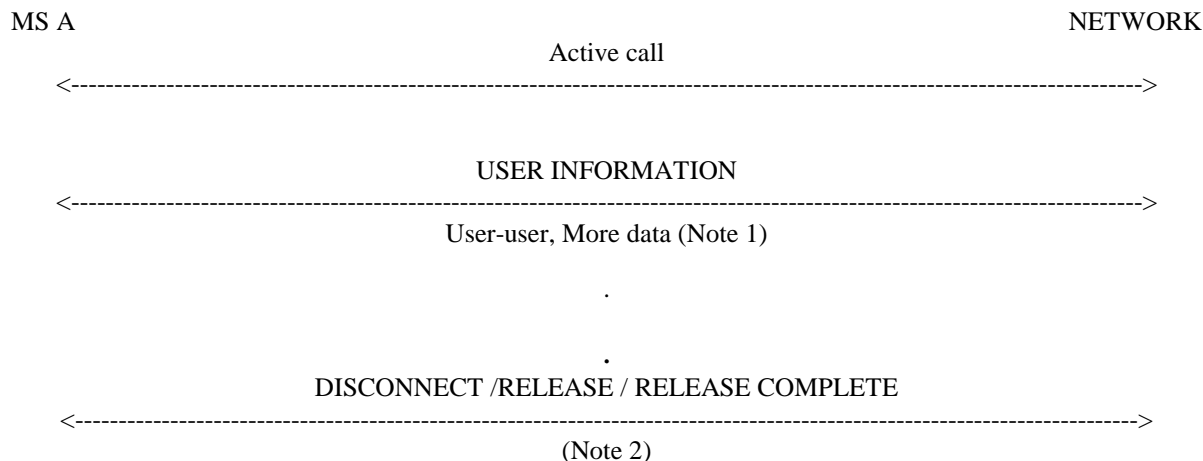 MS A NETWORK
Active call
<---------------------------------------------------------------------------------------------------------------------------->
USER INFORMATION
<---------------------------------------------------------------------------------------------------------------------------->
User-user, More data (Note 1)
.
.
DISCONNECT /RELEASE / RELEASE COMPLETE
<--------------------------------------------------------------------------------------------------------------------------->
(Note 2)